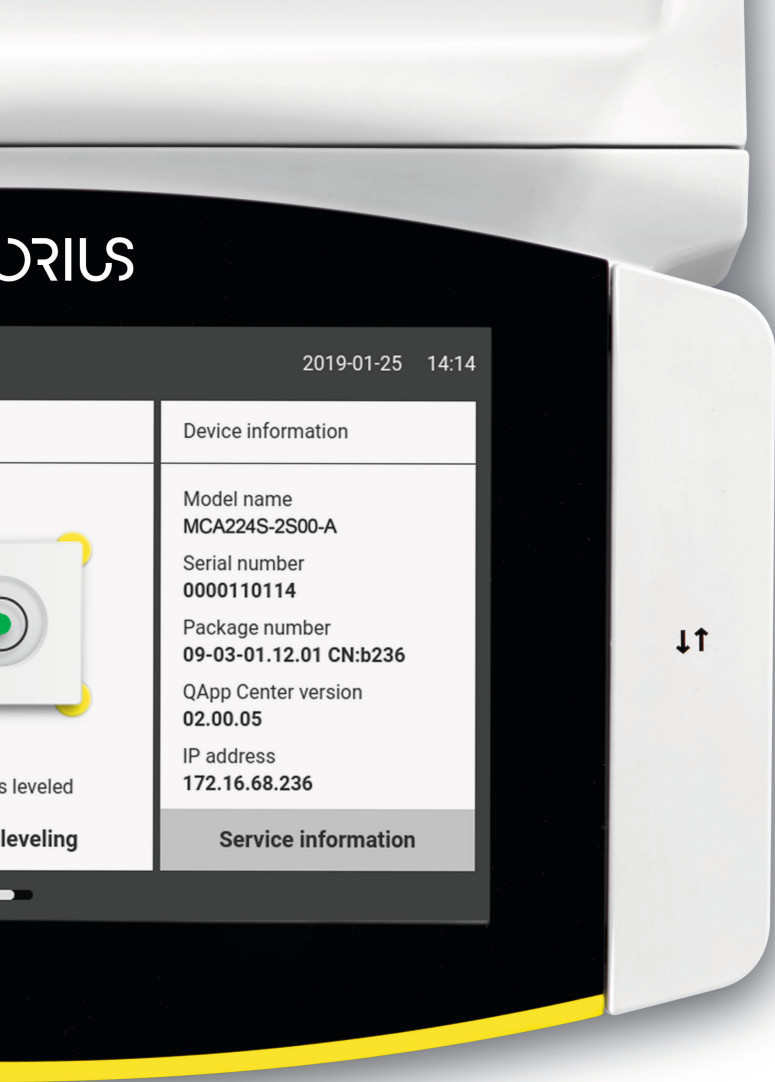 ORIUS
2019-01-25 14:14
Device information
Model name
MCA224S-2S00-A
Serial number
0000110114
Package number
09-03-01.12.01 CN:b236
QApp Center version
02.00.05
IP address
172.16.68.236
s leveled
leveling
Service information
↓↑